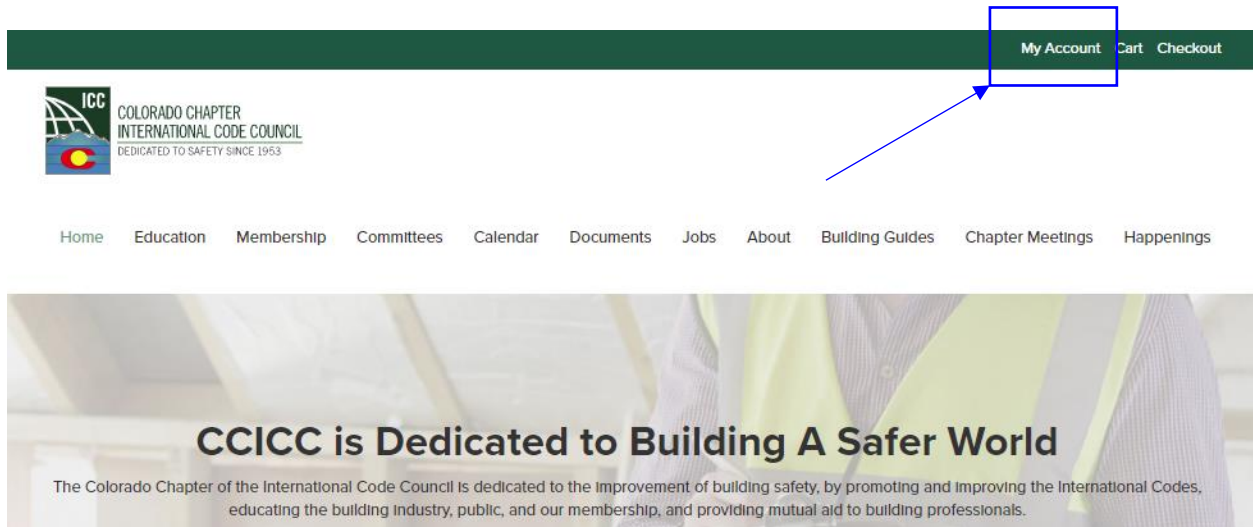 My Account Cart Checkout
ICC
COLORADO CHAPTER
INTERNATIONAL CODE COUNCIL
DEDICATED TO SAFETY SINCE 1953
Home Education Membership Committees Calendar Documents Jobs About Building Guides Chapter Meetings Happenings
CCICC is Dedicated to Building A Safer World
The Colorado Chapter of the International Code Council is dedicated to the improvement of building safety, by promoting and improving the International Codes,
educating the building industry, public, and our membership, and providing mutual aid to building professionals.